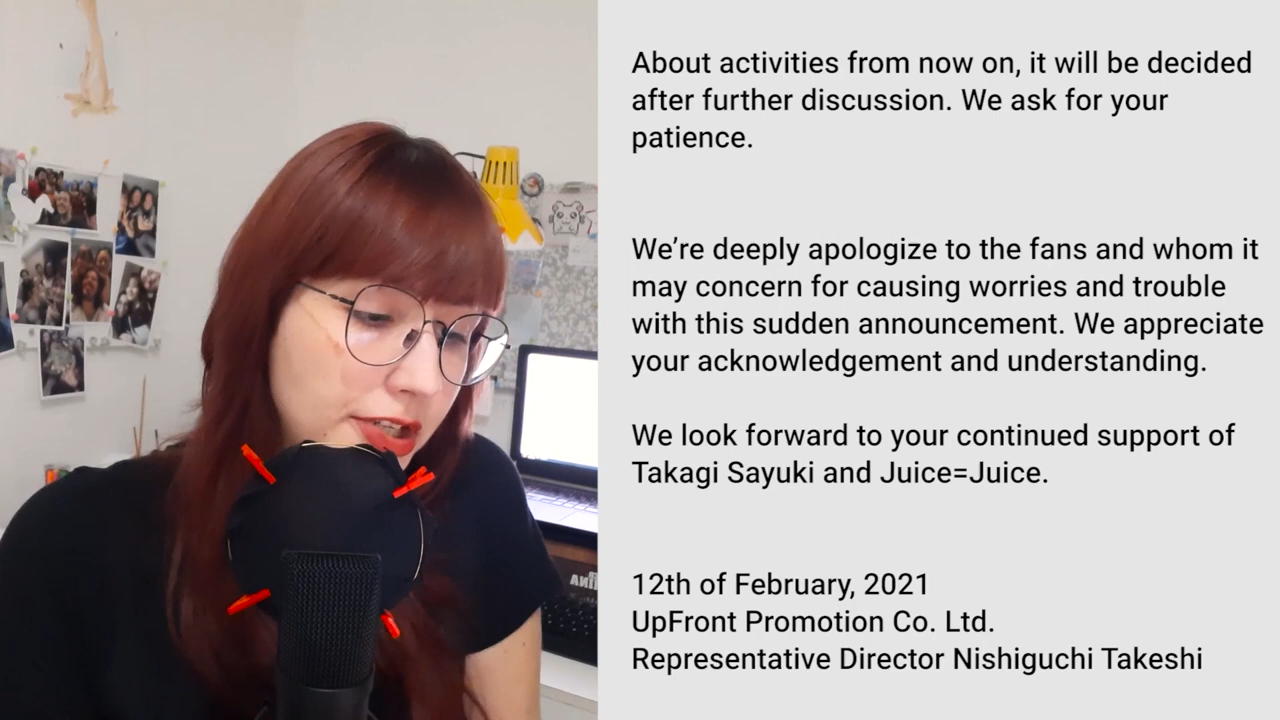 About activities from now on, it will be decided
after further discussion. We ask for your
patience.
We’re deeply apologize to the fans and whom it
may concern for causing worries and trouble
with this sudden announcement. We appreciate
your acknowledgement and understanding.
We look forward to your continued support of
Takagi Sayuki and Juice=Juice.
12th of February, 2021
UpFront Promotion Co. Ltd.
Representative Director Nishiguchi Takeshi